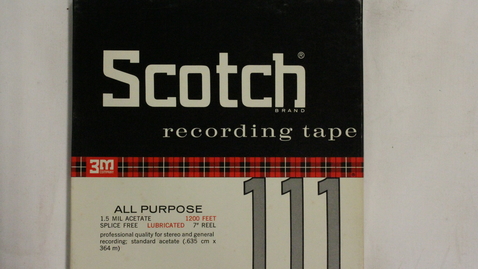 Scotch®
BRAND
recording tape
3M
111
ALL PURPOSE
1.5 MIL ACETATE 1200 FEET
SPLICE FREE LUBRICATED 7" REEL
professional quality for stereo and general
recording; standard acetate (.635 cm x
364 m)